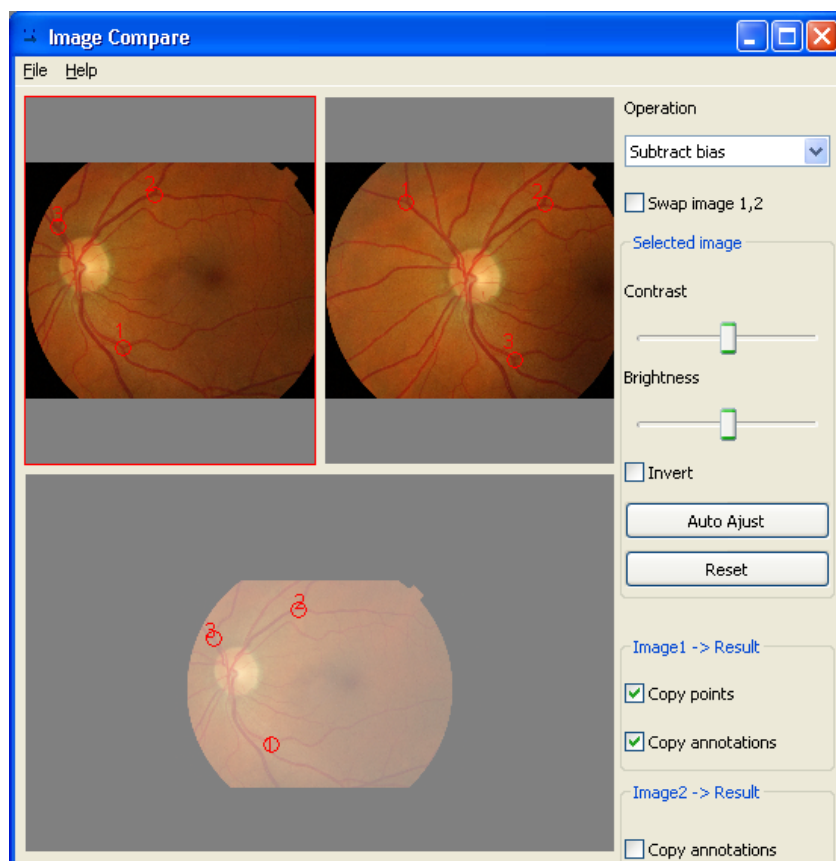 Image Compare
File Help
Operation
Subtract bias
Swap image 1,2
Selected image
Contrast
Brightness
Invert
Auto Ajust
Reset
Image1 -> Result
Copy points
Copy annotations
Image2 -> Result
Copy annotations
3
2
1
1
2
3
2
3
1